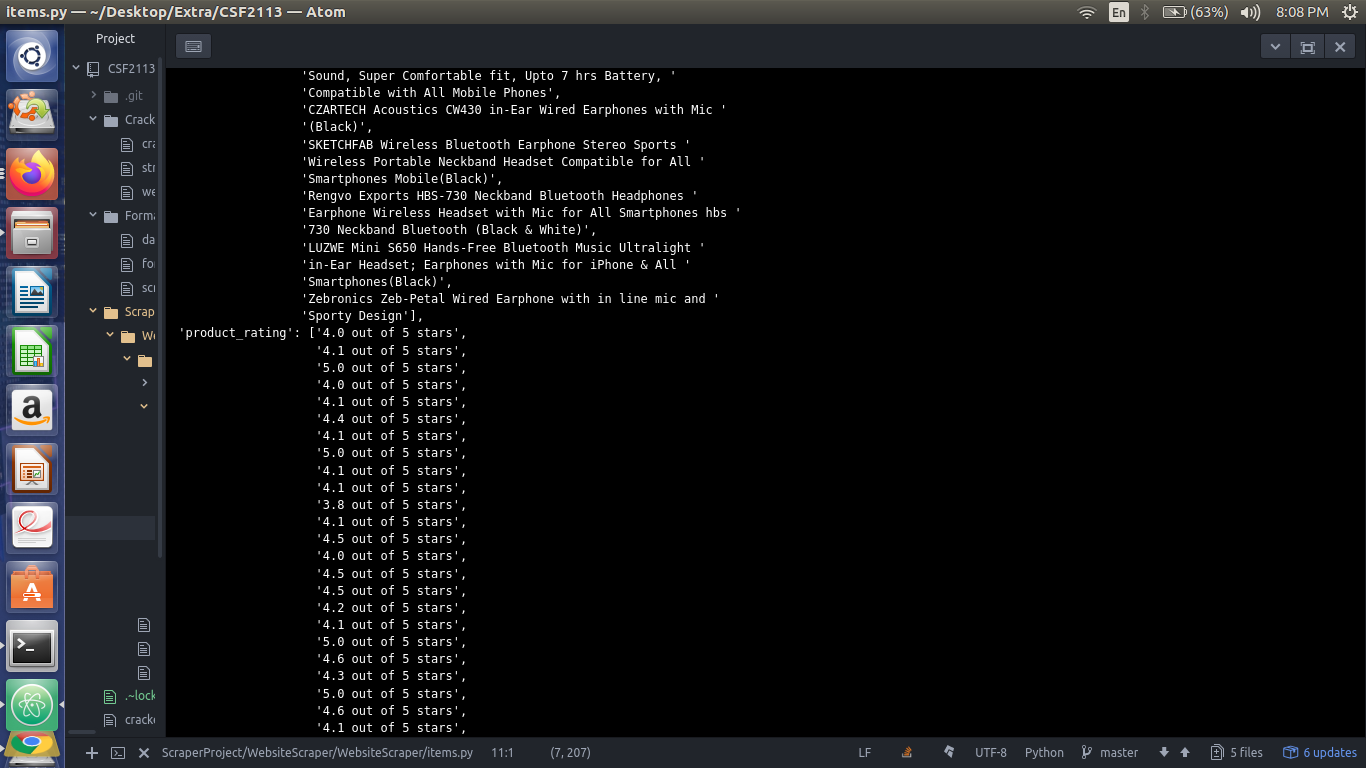 items.py — ~/Desktop/Extra/CSF2113 — Atom
En
(63%)
8:08 PM
Project
CSF2113
.git
Crack
cra
str
we
Forma
da
for
scr
Scrap
We
.~lock
cracke
'Sound, Super Comfortable fit, Upto 7 hrs Battery, '
'Compatible with All Mobile Phones',
'CZARTECH Acoustics CW430 in-Ear Wired Earphones with Mic '
'(Black)',
'SKETCHFAB Wireless Bluetooth Earphone Stereo Sports '
'Wireless Portable Neckband Headset Compatible for All '
'Smartphones Mobile(Black)',
'Rengvo Exports HBS-730 Neckband Bluetooth Headphones '
'Earphone Wireless Headset with Mic for All Smartphones hbs '
'730 Neckband Bluetooth (Black & White)',
'LUZWE Mini S650 Hands-Free Bluetooth Music Ultralight '
'in-Ear Headset; Earphones with Mic for iPhone & All '
'Smartphones(Black)',
'Zebronics Zeb-Petal Wired Earphone with in line mic and '
'Sporty Design'],
'product_rating': ['4.0 out of 5 stars',
'4.1 out of 5 stars',
'5.0 out of 5 stars',
'4.0 out of 5 stars',
'4.1 out of 5 stars',
'4.4 out of 5 stars',
'4.1 out of 5 stars',
'5.0 out of 5 stars',
'4.1 out of 5 stars',
'4.1 out of 5 stars',
'3.8 out of 5 stars',
'4.1 out of 5 stars',
'4.5 out of 5 stars',
'4.0 out of 5 stars',
'4.5 out of 5 stars',
'4.5 out of 5 stars',
'4.2 out of 5 stars',
'4.1 out of 5 stars',
'5.0 out of 5 stars',
'4.6 out of 5 stars',
'4.3 out of 5 stars',
'5.0 out of 5 stars',
'4.6 out of 5 stars',
'4.1 out of 5 stars',
ScraperProject/WebsiteScraper/WebsiteScraper/items.py 11:1 (7, 207)
LF UTF-8 Python master 5 files 6 updates